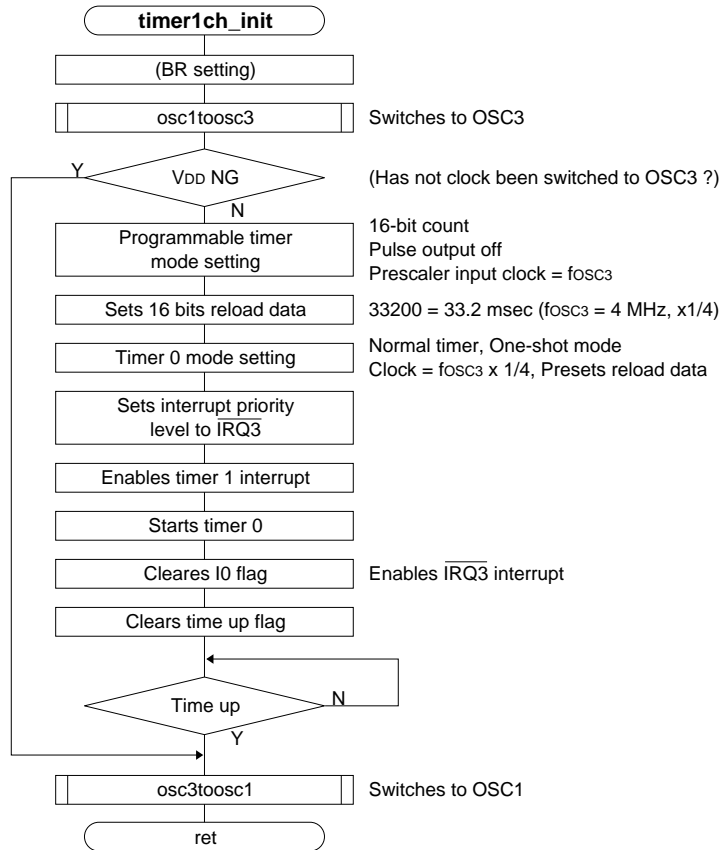 timer1ch_init
(BR setting)
osc1toosc3 Switches to OSC3
Y VDD NG (Has not clock been switched to OSC3 ?)
N
Programmable timer
mode setting
16-bit count
Pulse output off
Prescaler input clock = fOSC3
Sets 16 bits reload data 33200 = 33.2 msec (fOSC3 = 4 MHz, x1/4)
Timer 0 mode setting
Normal timer, One-shot mode
Clock = fOSC3 x 1/4, Presets reload data
Sets interrupt priority
level to IRQ3
Enables timer 1 interrupt
Starts timer 0
Cleares I0 flag Enables IRQ3 interrupt
Clears time up flag
Time up N
Y
osc3toosc1 Switches to OSC1
ret